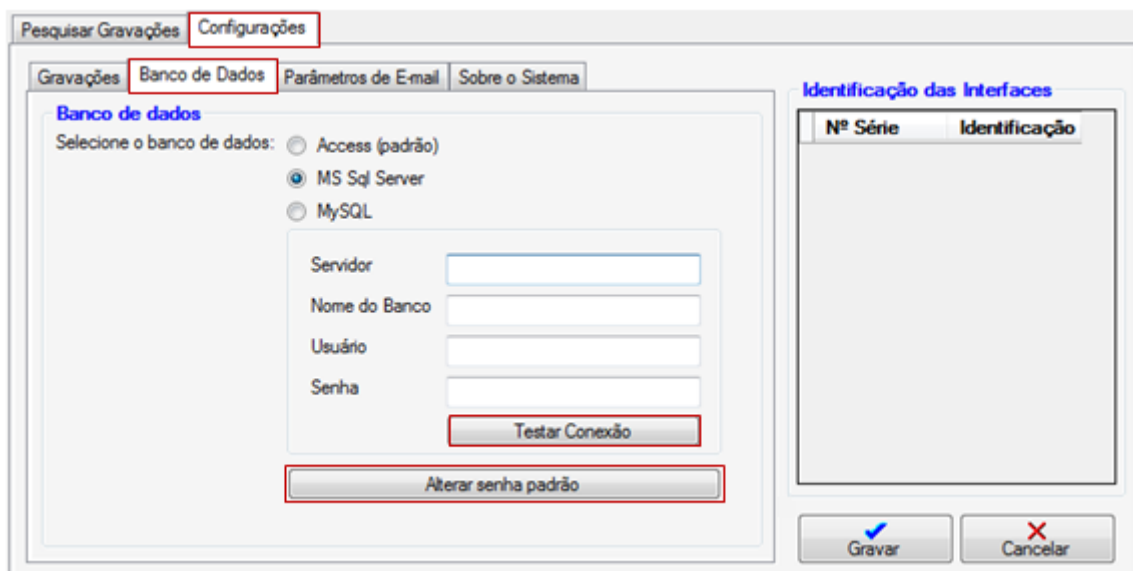 Pesquisar Gravações Configurações
Gravações Banco de Dados Parâmetros de E-mail Sobre o Sistema
Banco de dados
Selecione o banco de dados: Access (padrão)
MS Sql Server
MySQL
Servidor
Nome do Banco
Usuário
Senha
Testar Conexão
Alterar senha padrão
Identificação das Interfaces
Nº Série Identificação
Gravar Cancelar